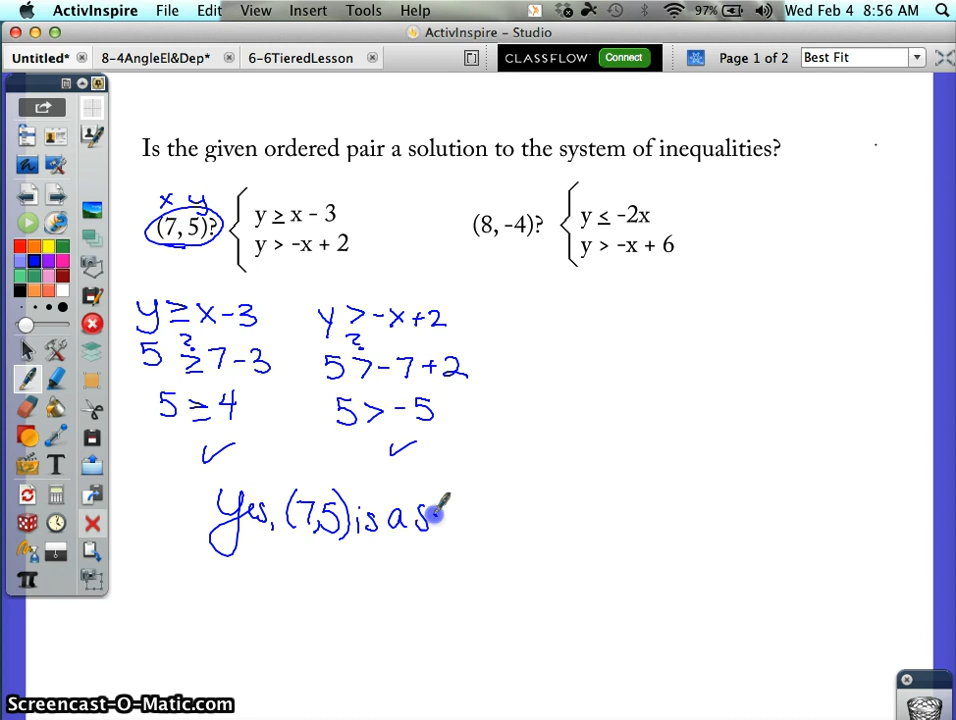 ActivInspire File Edit View Insert Tools Help 97% Wed Feb 4 8:56 AM
ActivInspire – Studio
Untitled* 8-4AngleEl&Dep* 6-6TieredLesson CLASSFLOW Connect Page 1 of 2 Best Fit
Is the given ordered pair a solution to the system of inequalities?
x y
(7, 5)? y ≥ x - 3
y > -x + 2
(8, -4)? y ≤ -2x
y > -x + 6
y ≥ x - 3
5 ≥? 7 - 3
5 ≥ 4
✓
y > -x + 2
5 >? -7 + 2
5 > -5
✓
Yes, (7,5) is a s
Screencast-O-Matic.com